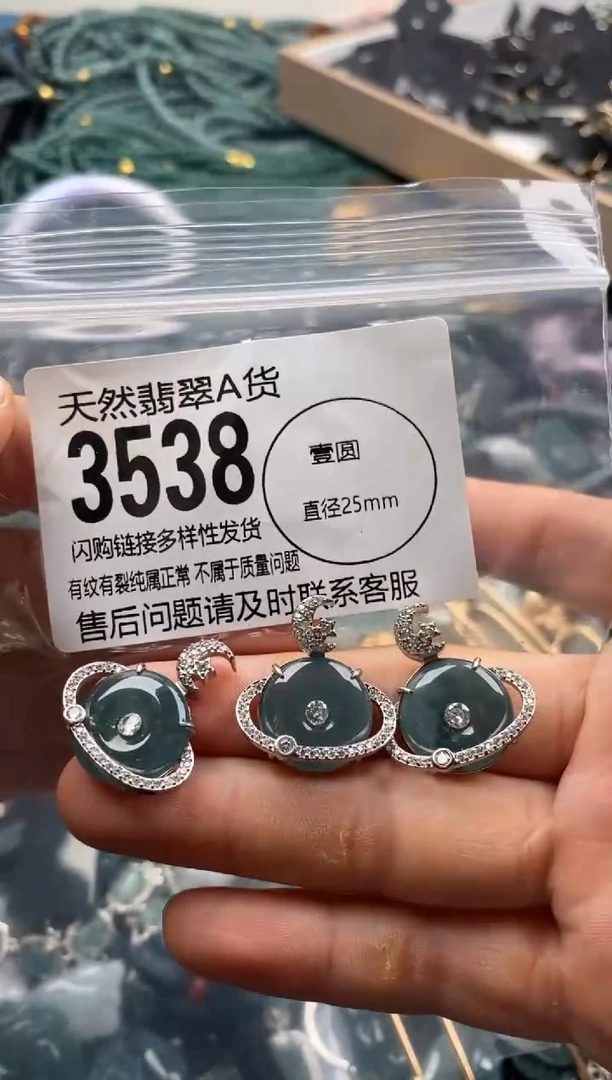 天然翡翠A货
3538
壹圆
直径25mm
闪购链接多样性发货
有纹有裂纯属正常 不属于质量问题
售后问题请及时联系客服